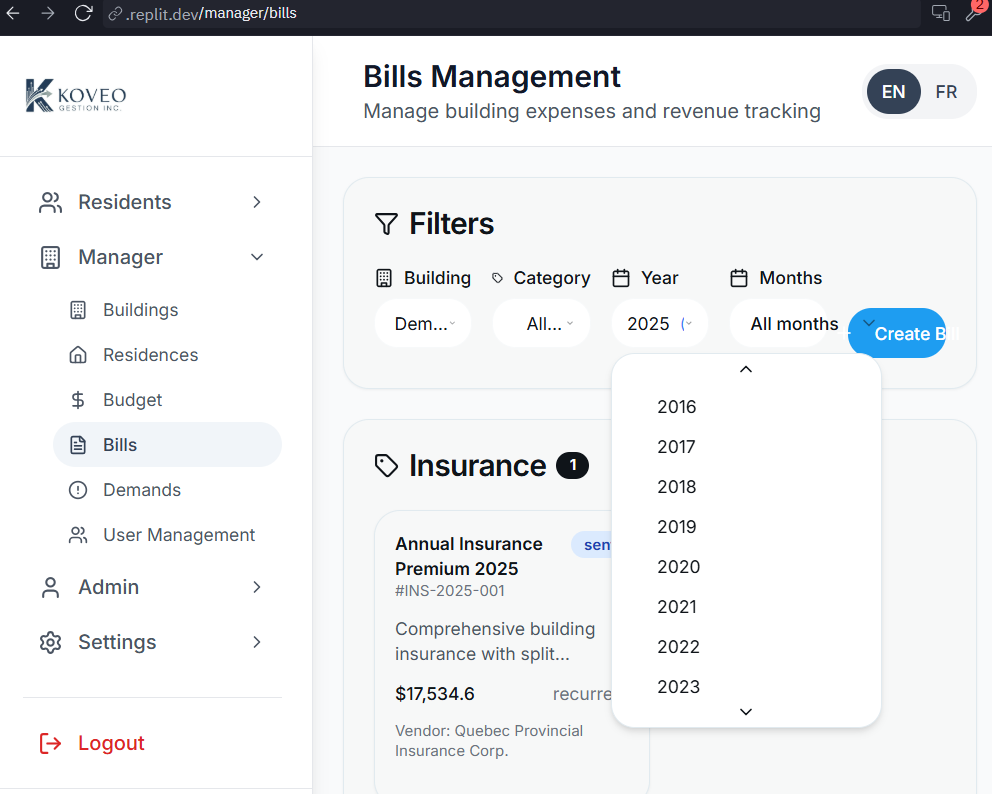 .replit.dev/manager/bills
2
KOVEO
GESTION INC.
Bills Management
Manage building expenses and revenue tracking
EN FR
Residents
Manager
Buildings
Residences
Budget
Bills
Demands
User Management
Admin
Settings
Logout
Filters
Building Category Year Months
Dem... All... 2025 ( All months
Create Bill
2016
2017
2018
2019
2020
2021
2022
2023
Insurance 1
Annual Insurance
Premium 2025
sen
#INS-2025-001
Comprehensive building
insurance with split...
$17,534.6 recurre
Vendor: Quebec Provincial
Insurance Corp.